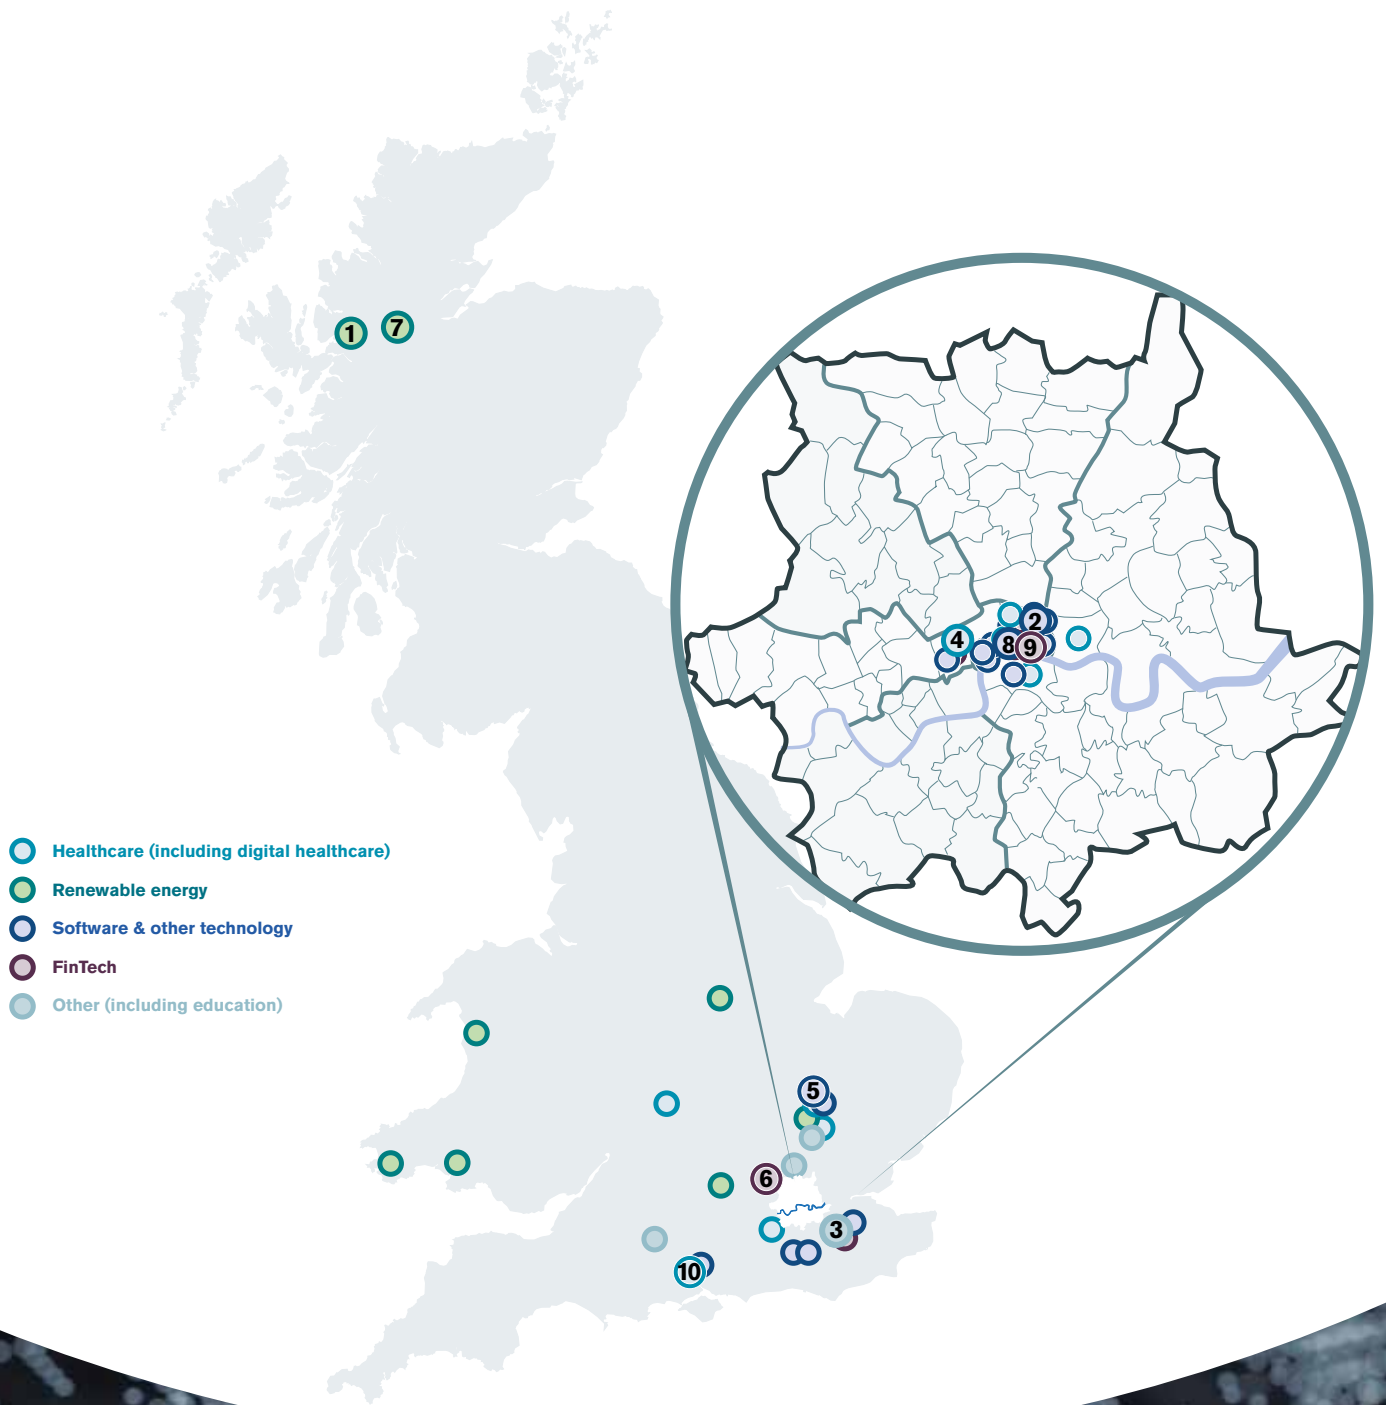 1
7
2
4
8
9
Healthcare (including digital healthcare)
Renewable energy
Software & other technology
FinTech
Other (including education)
5
6
3
10